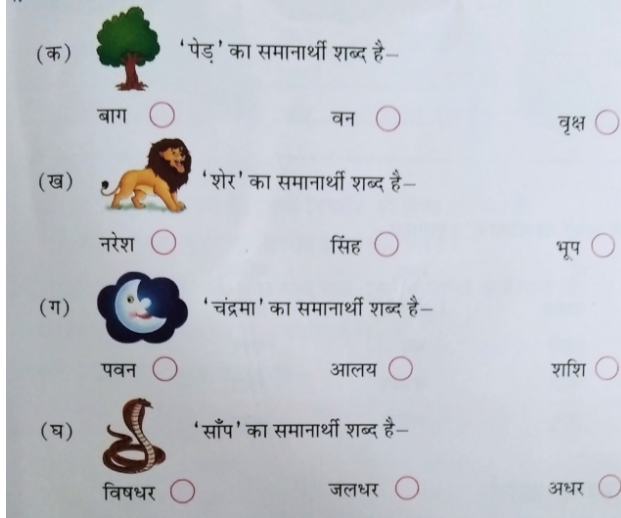 (क) 'पेड़' का समानार्थी शब्द है–
बाग वन वृक्ष
(ख) 'शेर' का समानार्थी शब्द है–
नरेश सिंह भूप
(ग) 'चंद्रमा' का समानार्थी शब्द है–
पवन आलय शशि
(घ) 'साँप' का समानार्थी शब्द है–
विषधर जलधर अधर